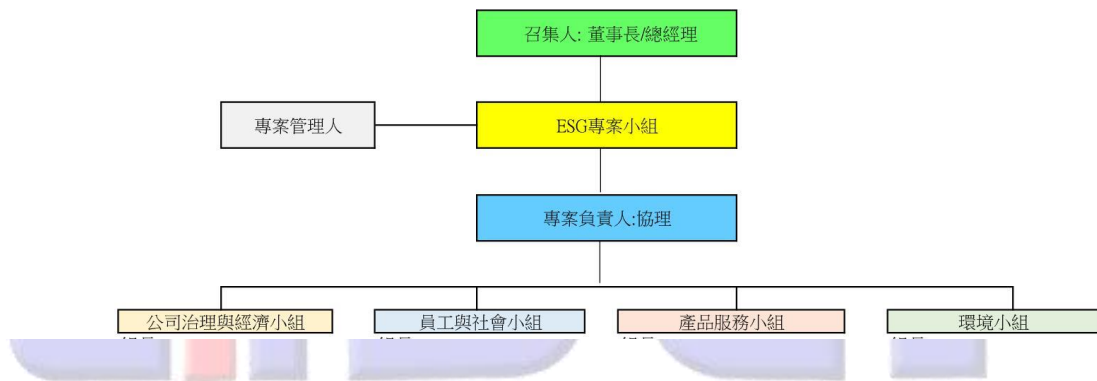 召集人: 董事長/總經理
專案管理人
ESG專案小組
專案負責人:協理
公司治理與經濟小組
員工與社會小組
產品服務小組
環境小組